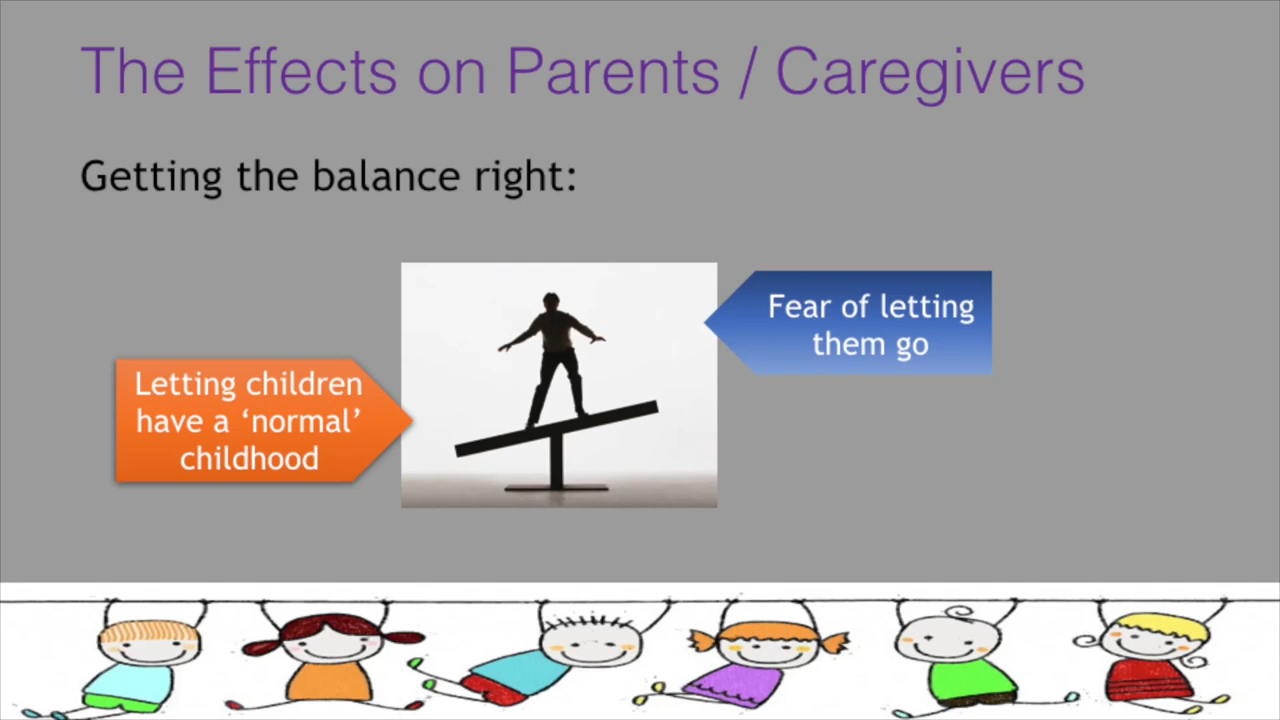 The Effects on Parents / Caregivers
Getting the balance right:
Letting children
have a ‘normal’
childhood
Fear of letting
them go